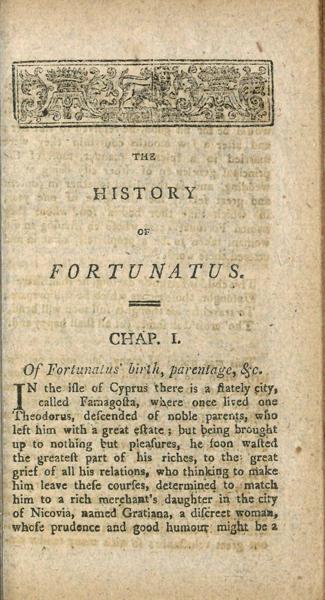 THE
HISTORY
OF
FORTUNATUS.
CHAP. I.
Of Fortunatus' birth, parentage, &c.
IN the iſle of Cyprus there is a ſtately city,
called Famagoſta, where once lived one
Theodorus, deſcended of noble parents, who
left him with a great eſtate; but being brought
up to nothing but pleaſures, he ſoon waſted
the greateſt part of his riches, to the great
grief of all his relations, who thinking to make
him leave theſe courſes, determined to match
him to a rich merchant's daughter in the city
of Nicovia, named Gratiana, a diſcreet woman,
whoſe prudence and good humour might be a